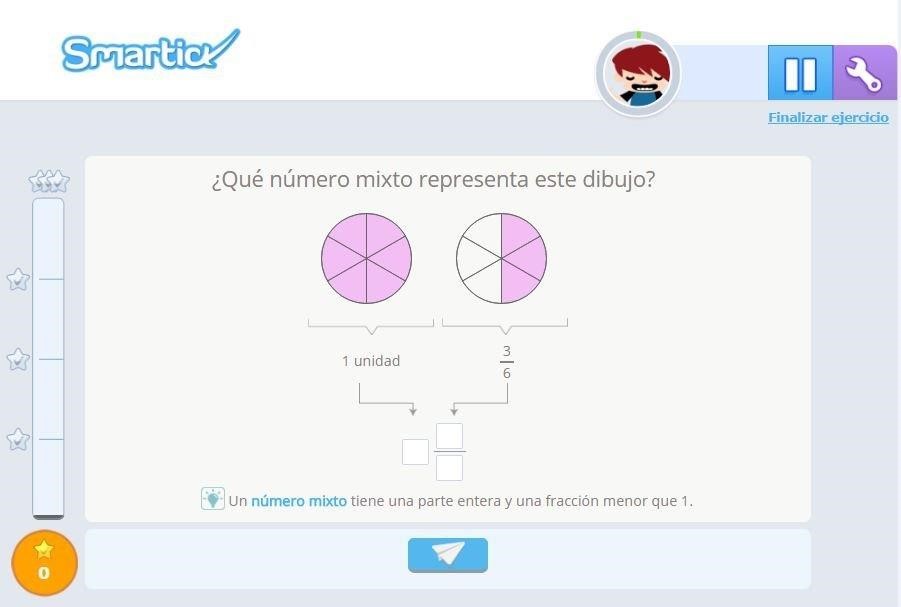 Smartick
Finalizar ejercicio
¿Qué número mixto representa este dibujo?
1 unidad
3
6
Un número mixto tiene una parte entera y una fracción menor que 1.
0